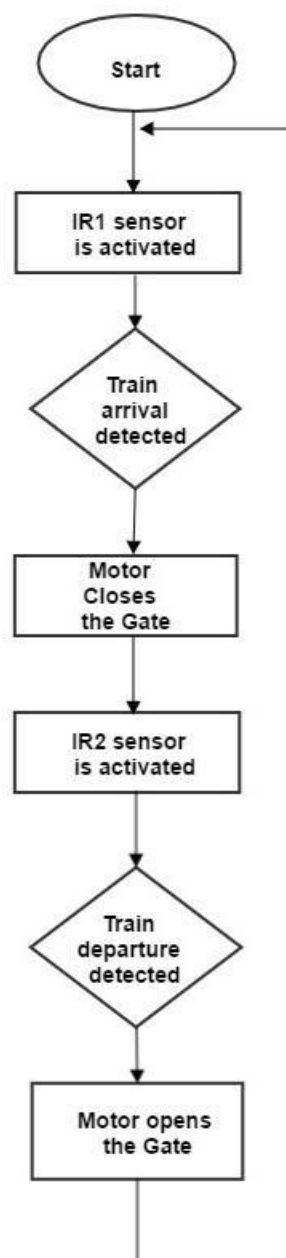 Start
IR1 sensor
is activated
Train
arrival
detected
Motor
Closes
the Gate
IR2 sensor
is activated
Train
departure
detected
Motor opens
the Gate